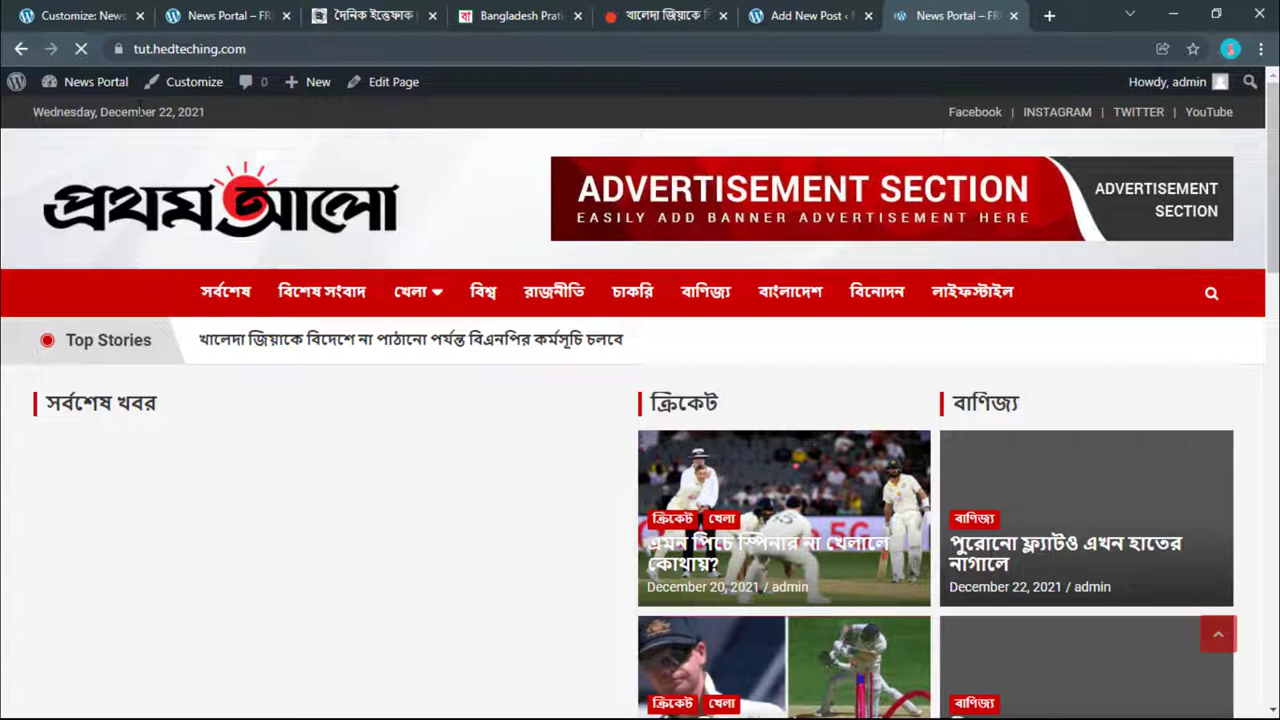 Customize: News
News Portal – FR
দৈনিক ইত্তেফাক
Bangladesh Prat
খালেদা জিয়াকে
Add New Post ‹
News Portal – FR
tut.hedteching.com
News Portal
Customize
0
New
Edit Page
Howdy, admin
Wednesday, December 22, 2021
Facebook | INSTAGRAM | TWITTER | YouTube
প্রথম আলো
ADVERTISEMENT SECTION
EASILY ADD BANNER ADVERTISEMENT HERE
ADVERTISEMENT
SECTION
সর্বশেষ বিশেষ সংবাদ খেলা বিশ্ব রাজনীতি চাকরি বাণিজ্য বাংলাদেশ বিনোদন লাইফস্টাইল
Top Stories
খালেদা জিয়াকে বিদেশে না পাঠানো পর্যন্ত বিএনপির কর্মসূচি চলবে
সর্বশেষ খবর
ক্রিকেট
বাণিজ্য
ক্রিকেট খেলা
এমন পিচে স্পিনার না খেলালে
কোথায়?
December 20, 2021 / admin
বাণিজ্য
পুরোনো ফ্ল্যাটও এখন হাতের
নাগালে
December 22, 2021 / admin
ক্রিকেট খেলা
বাণিজ্য